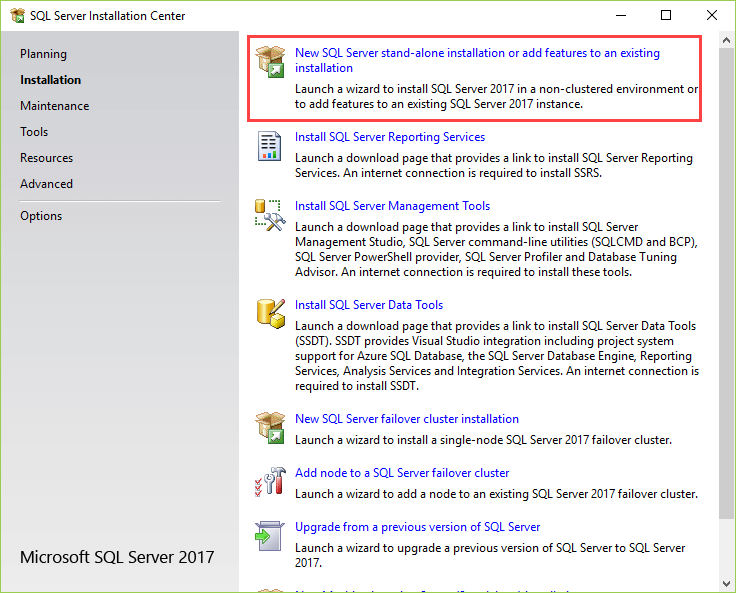 SQL Server Installation Center
Planning
Installation
Maintenance
Tools
Resources
Advanced
Options
Microsoft SQL Server 2017
New SQL Server stand-alone installation or add features to an existing
installation
Launch a wizard to install SQL Server 2017 in a non-clustered environment or
to add features to an existing SQL Server 2017 instance.
Install SQL Server Reporting Services
Launch a download page that provides a link to install SQL Server Reporting
Services. An internet connection is required to install SSRS.
Install SQL Server Management Tools
Launch a download page that provides a link to install SQL Server
Management Studio, SQL Server command-line utilities (SQLCMD and BCP),
SQL Server PowerShell provider, SQL Server Profiler and Database Tuning
Advisor. An internet connection is required to install these tools.
Install SQL Server Data Tools
Launch a download page that provides a link to install SQL Server Data Tools
(SSDT). SSDT provides Visual Studio integration including project system
support for Azure SQL Database, the SQL Server Database Engine, Reporting
Services, Analysis Services and Integration Services. An internet connection is
required to install SSDT.
New SQL Server failover cluster installation
Launch a wizard to install a single-node SQL Server 2017 failover cluster.
Add node to a SQL Server failover cluster
Launch a wizard to add a node to an existing SQL Server 2017 failover cluster.
Upgrade from a previous version of SQL Server
Launch a wizard to upgrade a previous version of SQL Server to SQL Server
2017.